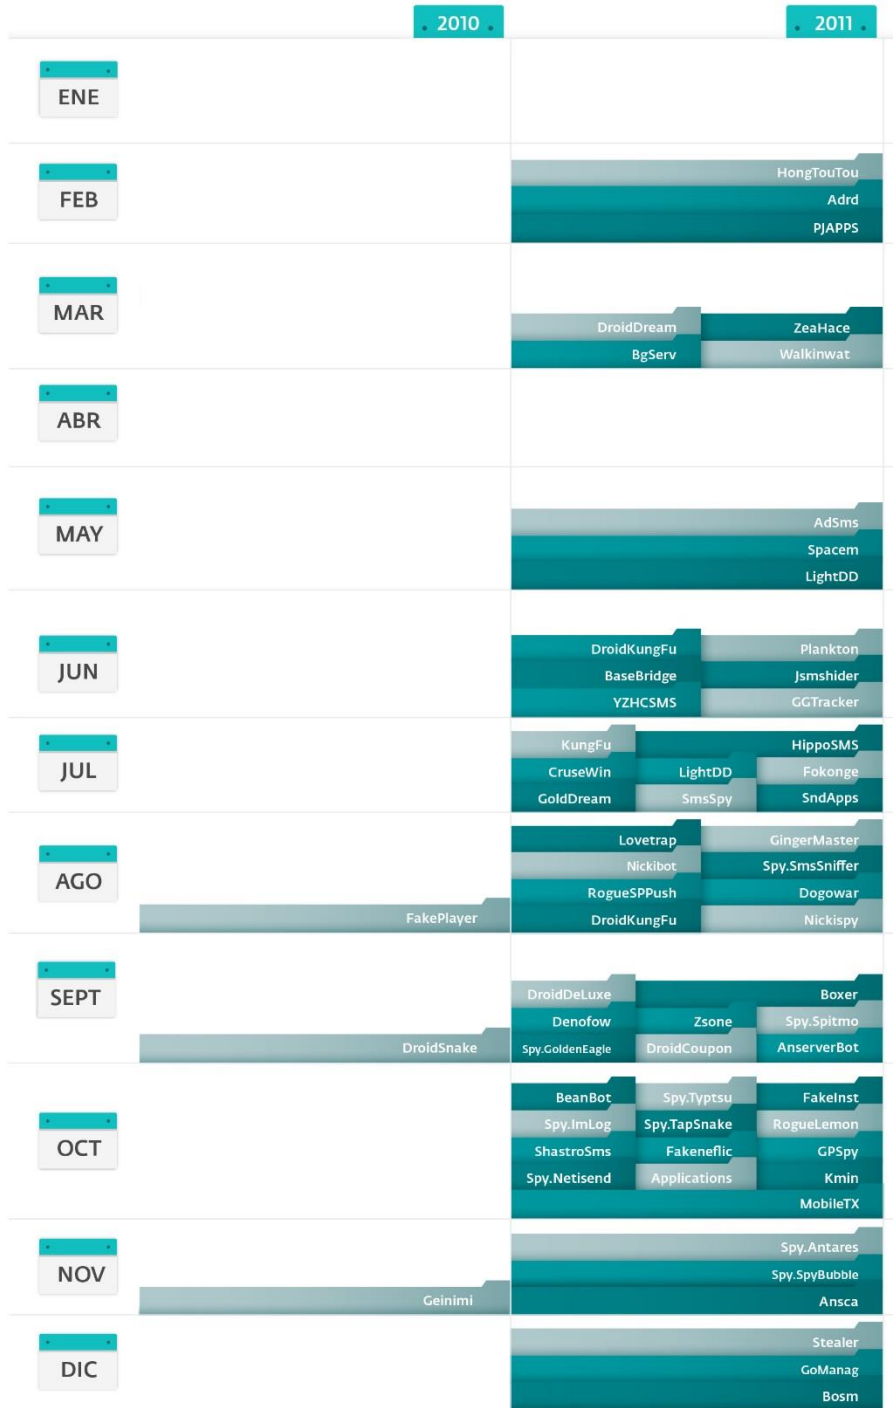 2010 2011
ENE
FEB
HongTouTou
Adrd
PJAPPS
MAR
DroidDream ZeaHace
BgServ Walkinwat
ABR
MAY
AdSms
Spacem
LightDD
JUN
DroidKungFu Plankton
BaseBridge Jsmshider
YZHCSMS GGTracker
JUL
KungFu HippoSMS
CruseWin LightDD Fokonge
GoldDream SmsSpy SndApps
AGO
Lovetrap GingerMaster
Nickibot Spy.SmsSniffer
RogueSPPush Dogowar
FakePlayer DroidKungFu Nickispy
SEPT
DroidDeLuxe Boxer
Denofow Zsone Spy.Spitmo
DroidSnake Spy.GoldenEagle DroidCoupon AnserverBot
OCT
BeanBot Spy.Typtsu FakeInst
Spy.ImLog Spy.TapSnake RogueLemon
ShastroSms Fakeneflic GPSpy
Spy.Netisend Applications Kmin
MobileTX
NOV
Spy.Antares
Spy.SpyBubble
Geinimi Ansca
DIC
Stealer
GoManag
Bosm